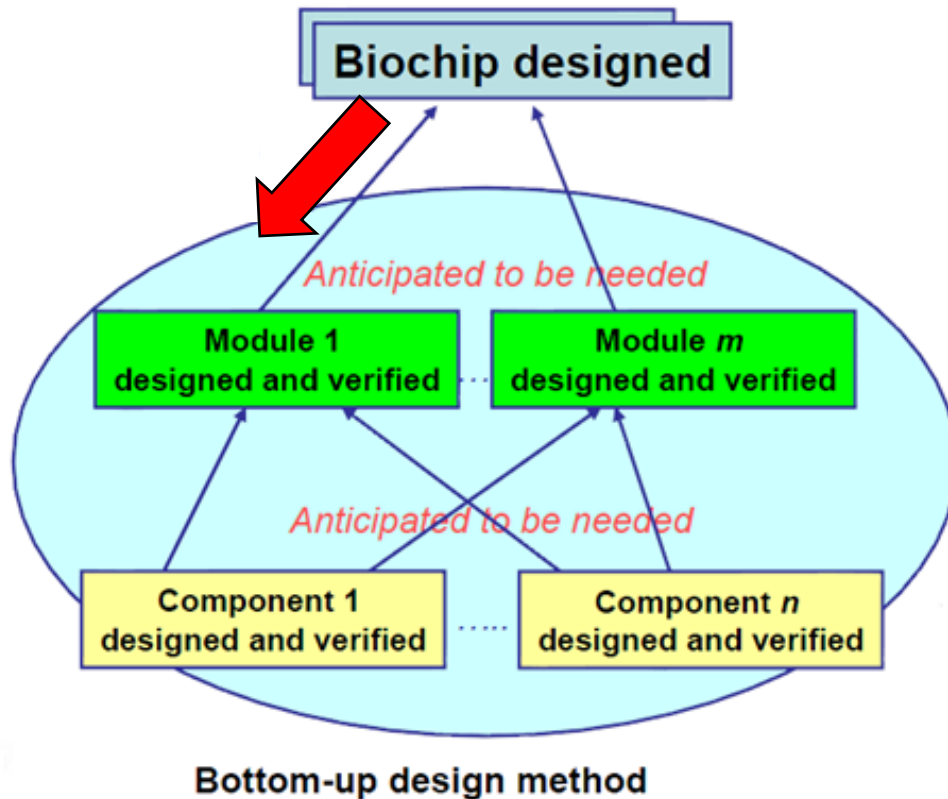 Biochip designed
Anticipated to be needed
Module 1
designed and verified
....
Module m
designed and verified
Anticipated to be needed
Component 1
designed and verified
.....
Component n
designed and verified
Bottom-up design method